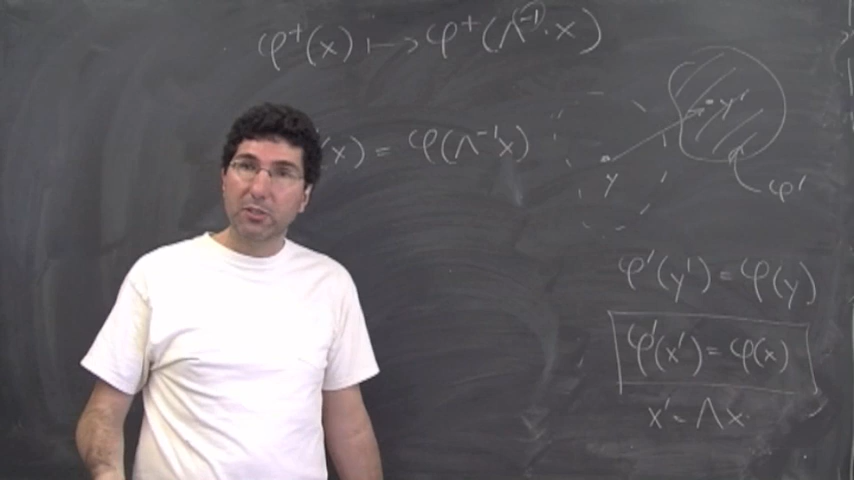 φ⁺(x) ↦ φ⁺(Λ⁻¹·x)
'(x) = φ(Λ⁻¹x)
y'
y
φ'
φ'(y') = φ(y)
φ'(x') = φ(x)
x' = Λx